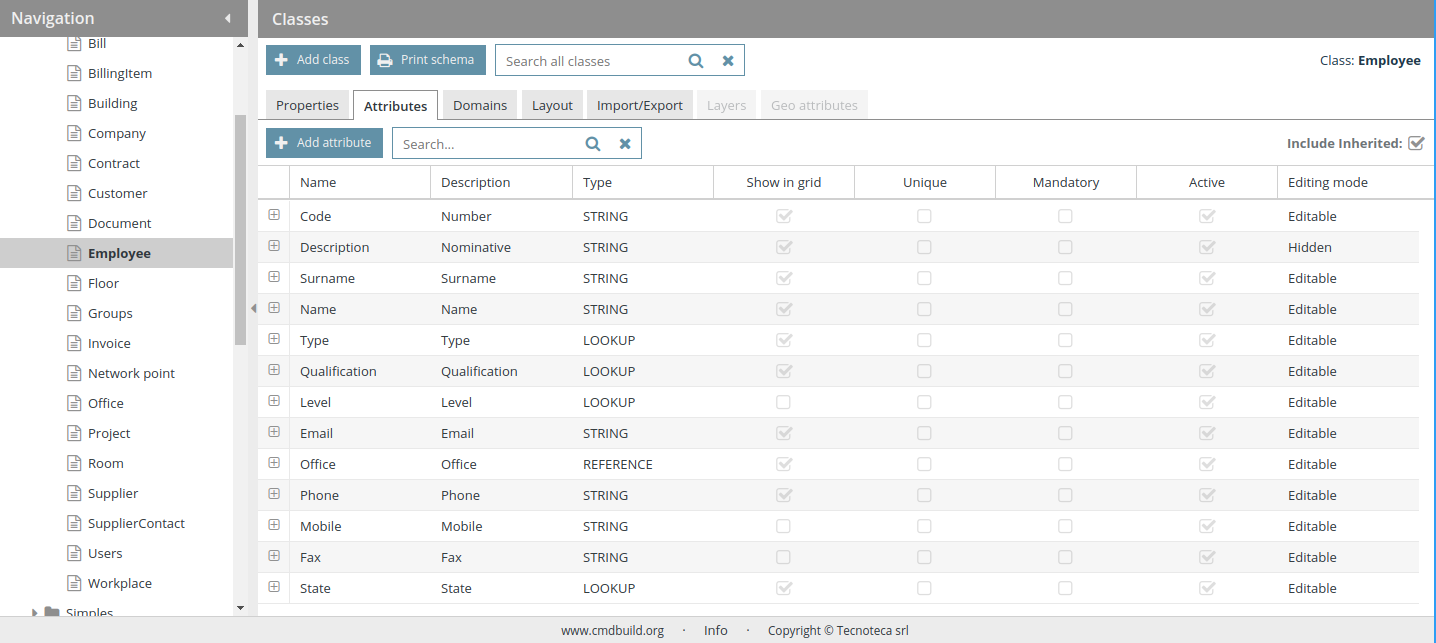 Navigation
Bill
BillingItem
Building
Company
Contract
Customer
Document
Employee
Floor
Groups
Invoice
Network point
Office
Project
Room
Supplier
SupplierContact
Users
Workplace
Simples
Classes
Add class Print schema Search all classes Class: Employee
Properties Attributes Domains Layout Import/Export Layers Geo attributes
Add attribute Search... Include Inherited:
Name Description Type Show in grid Unique Mandatory Active Editing mode
Code Number STRING Editable
Description Nominative STRING Hidden
Surname Surname STRING Editable
Name Name STRING Editable
Type Type LOOKUP Editable
Qualification Qualification LOOKUP Editable
Level Level LOOKUP Editable
Email Email STRING Editable
Office Office REFERENCE Editable
Phone Phone STRING Editable
Mobile Mobile STRING Editable
Fax Fax STRING Editable
State State LOOKUP Editable
www.cmdbuild.org · Info · Copyright © Tecnoteca srl